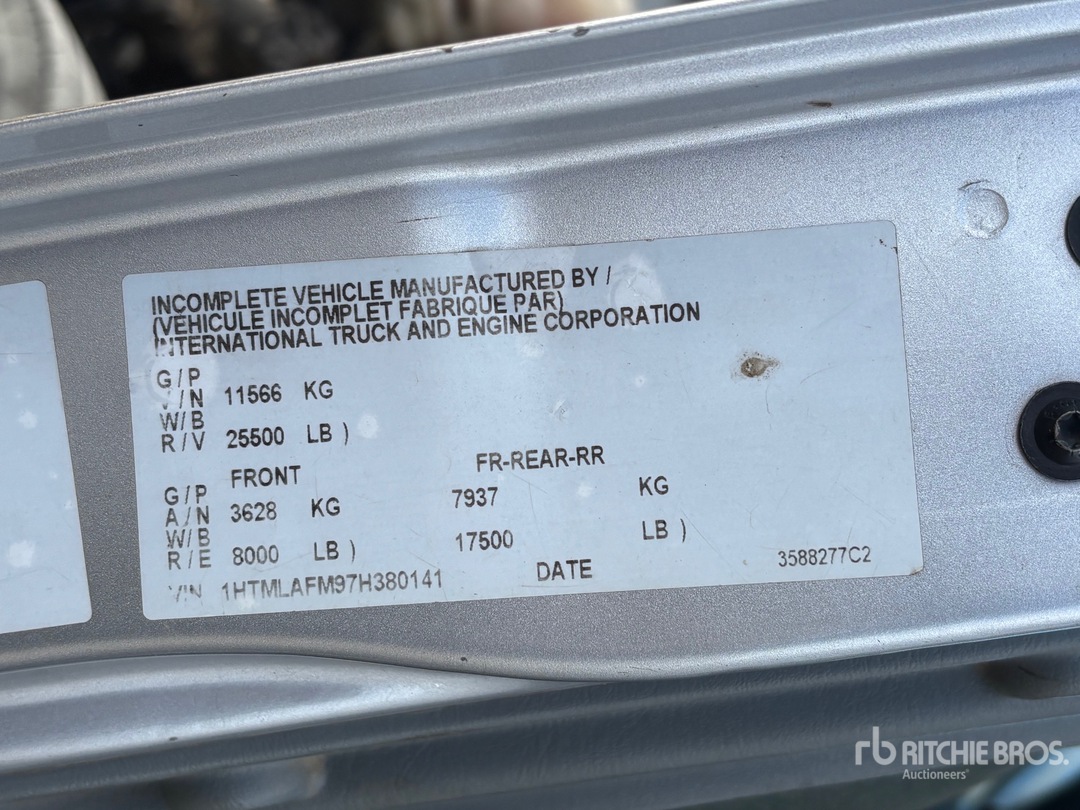 INCOMPLETE VEHICLE MANUFACTURED BY /
(VEHICULE INCOMPLET FABRIQUE PAR)
INTERNATIONAL TRUCK AND ENGINE CORPORATION
G / P
V / N 11566 KG
W / B
R / V 25500 LB )
FRONT FR-REAR-RR
G / P
A / N 3628 KG 7937 KG
W / B
R / E 8000 LB ) 17500 LB )
VIN 1HTMLAFM97H380141 DATE 3588277C2
rb RITCHIE BROS.
Auctioneers